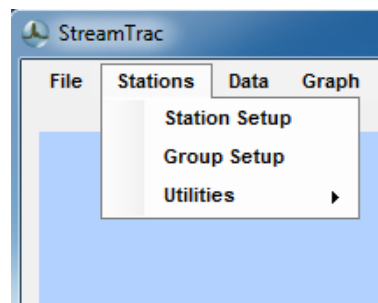 StreamTrac
File Stations Data Graph
Station Setup
Group Setup
Utilities